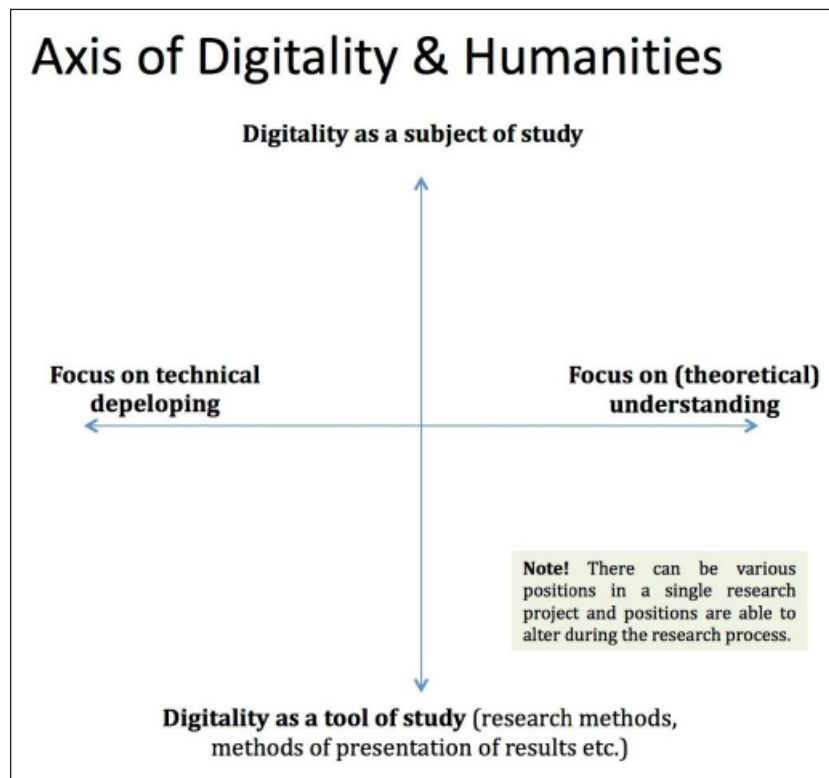 Axis of Digitality & Humanities
Digitality as a subject of study
Focus on technical
depeloping
Focus on (theoretical)
understanding
Note! There can be various
positions in a single research
project and positions are able to
alter during the research process.
Digitality as a tool of study (research methods,
methods of presentation of results etc.)